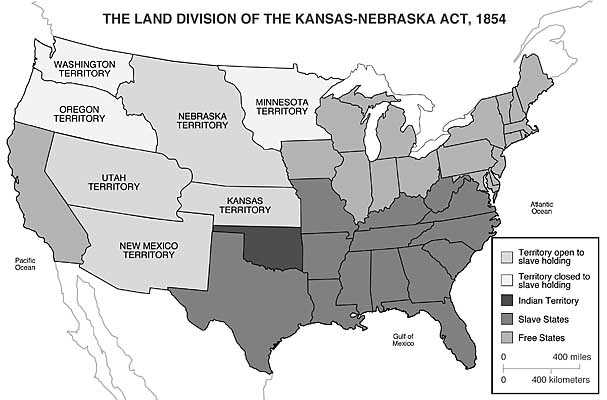 THE LAND DIVISION OF THE KANSAS-NEBRASKA ACT, 1854
WASHINGTON
TERRITORY
OREGON
TERRITORY
NEBRASKA
TERRITORY
MINNESOTA
TERRITORY
UTAH
TERRITORY
KANSAS
TERRITORY
NEW MEXICO
TERRITORY
Pacific
Ocean
Atlantic
Ocean
Gulf of
Mexico
Territory open to
slave holding
Territory closed to
slave holding
Indian Territory
Slave States
Free States
0 400 miles
0 400 kilometers